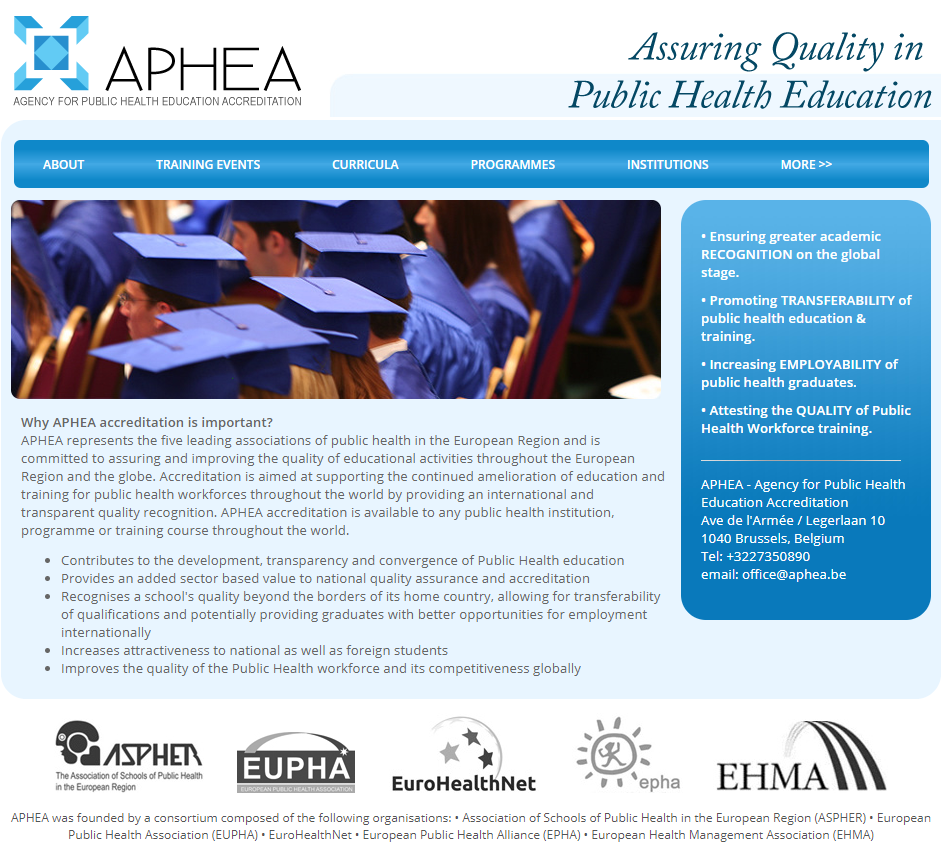 APHEA
AGENCY FOR PUBLIC HEALTH EDUCATION ACCREDITATION
Assuring Quality in
Public Health Education
ABOUT TRAINING EVENTS CURRICULA PROGRAMMES INSTITUTIONS MORE >>
Why APHEA accreditation is important?
APHEA represents the five leading associations of public health in the European Region and is
committed to assuring and improving the quality of educational activities throughout the European
Region and the globe. Accreditation is aimed at supporting the continued amelioration of education and
training for public health workforces throughout the world by providing an international and
transparent quality recognition. APHEA accreditation is available to any public health institution,
programme or training course throughout the world.
• Contributes to the development, transparency and convergence of Public Health education
• Provides an added sector based value to national quality assurance and accreditation
• Recognises a school's quality beyond the borders of its home country, allowing for transferability
of qualifications and potentially providing graduates with better opportunities for employment
internationally
• Increases attractiveness to national as well as foreign students
• Improves the quality of the Public Health workforce and its competitiveness globally
• Ensuring greater academic
RECOGNITION on the global
stage.
• Promoting TRANSFERABILITY of
public health education &
training.
• Increasing EMPLOYABILITY of
public health graduates.
• Attesting the QUALITY of Public
Health Workforce training.
APHEA - Agency for Public Health
Education Accreditation
Ave de l'Armée / Legerlaan 10
1040 Brussels, Belgium
Tel: +3227350890
email: office@aphea.be
ASPHER
The Association of Schools of Public Health
in the European Region
EUPHA
EUROPEAN PUBLIC HEALTH ASSOCIATION
EuroHealthNet
epha
EHMA
APHEA was founded by a consortium composed of the following organisations: • Association of Schools of Public Health in the European Region (ASPHER) • European
Public Health Association (EUPHA) • EuroHealthNet • European Public Health Alliance (EPHA) • European Health Management Association (EHMA)